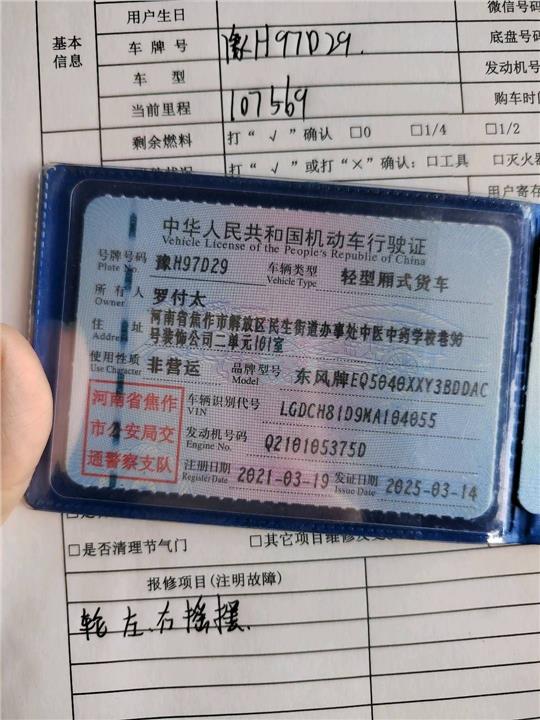 用户生日
微信号码
基本
信息
车牌号 豫H97D29
底盘号码
车型
发动机号
当前里程 107569
购车时间
剩余燃料 打“√”确认 □0 □1/4 □1/2
打“√”或打“×”确认：□工具 □灭火器
用户寄存
中华人民共和国机动车行驶证
Vehicle License of the People's Republic of China
号牌号码 豫H97D29 车辆类型 轻型厢式货车
Plate No. Vehicle Type
所有人 罗付太
Owner
住址 河南省焦作市解放区民生街道办事处中医中药学校巷90
Address 号装饰公司二单元101室
使用性质 非营运 品牌型号 东风牌EQ5040XXY3BDDAC
Use Character Model
河南省焦作
市公安局交
通警察支队
车辆识别代号 LGDCH81D9MA104055
VIN
发动机号码 Q210105375D
Engine No.
注册日期 2021-03-19 发证日期 2025-03-14
Register Date Issue Date
□是否清理节气门 □其它项目维修及更
报修项目(注明故障)
轮左.右摇摆.